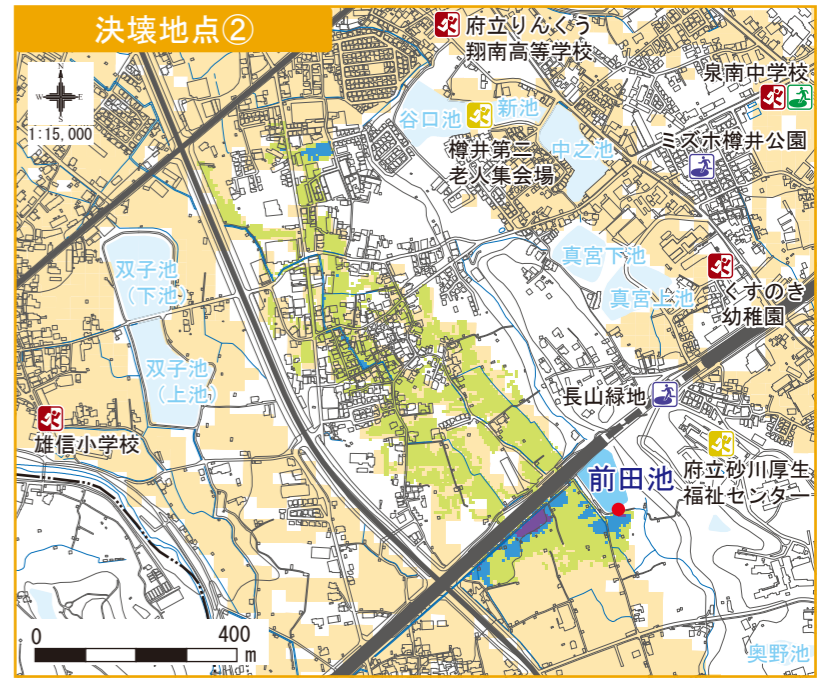 決壊地点②
N
W
E
S
1:15,000
府立りんくう
翔南高等学校
泉南中学校
谷口池
新池
樽井第二
老人集会場
中之池
ミズホ樽井公園
双子池
(下池)
真宮下池
真宮上池
くすのき
幼稚園
双子池
(上池)
長山緑地
雄信小学校
前田池
府立砂川厚生
福祉センター
0
400
m
奥野池